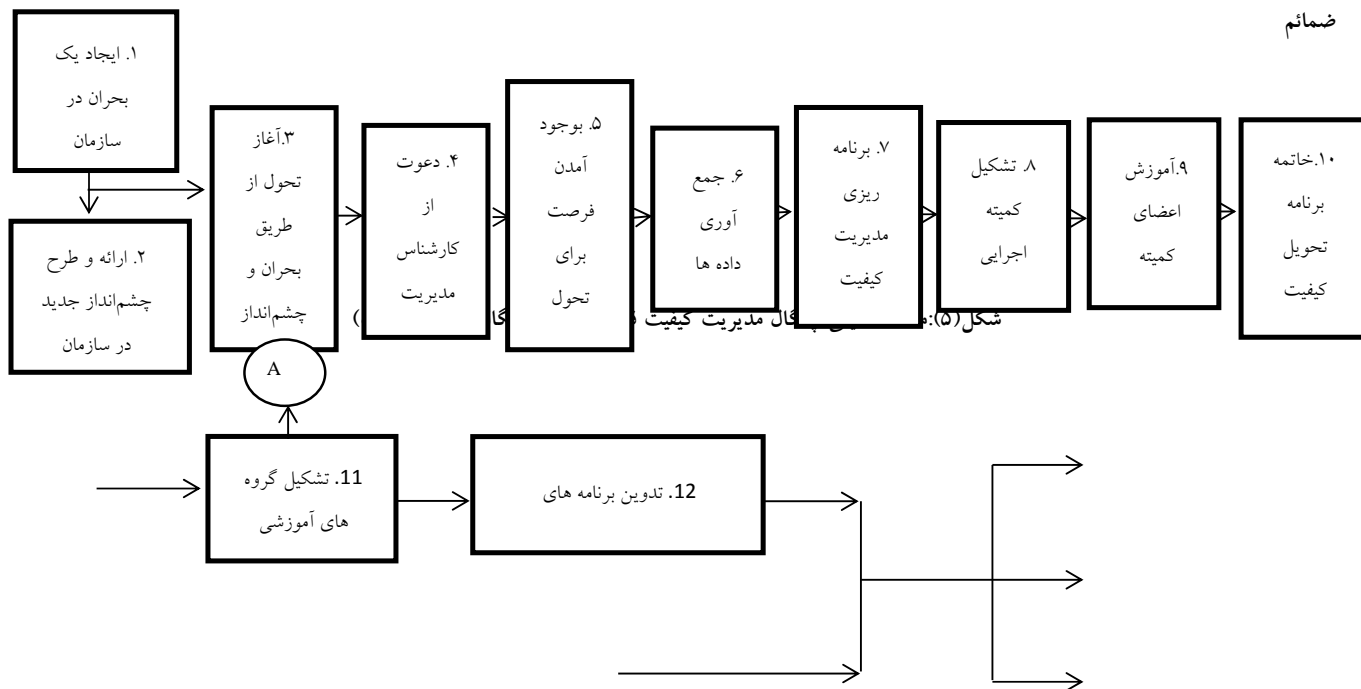 ضمائم
۱. ایجاد یک
بحران در
سازمان
۲. ارائه و طرح
چشم‌انداز جدید
در سازمان
۳.آغاز
تحول از
طریق
بحران و
چشم‌انداز
۴. دعوت
از
کارشناس
مدیریت
۵. بوجود
آمدن
فرصت
برای
تحول
۶. جمع
آوری
داده ها
۷. برنامه
ریزی
مدیریت
کیفیت
۸. تشکیل
کمیته
اجرایی
۹.آموزش
اعضای
کمیته
۱۰.خاتمه
برنامه
تحویل
کیفیت
شکل(۵): مدیریت کیفیت
A
11. تشکیل گروه
های آموزشی
12. تدوین برنامه های